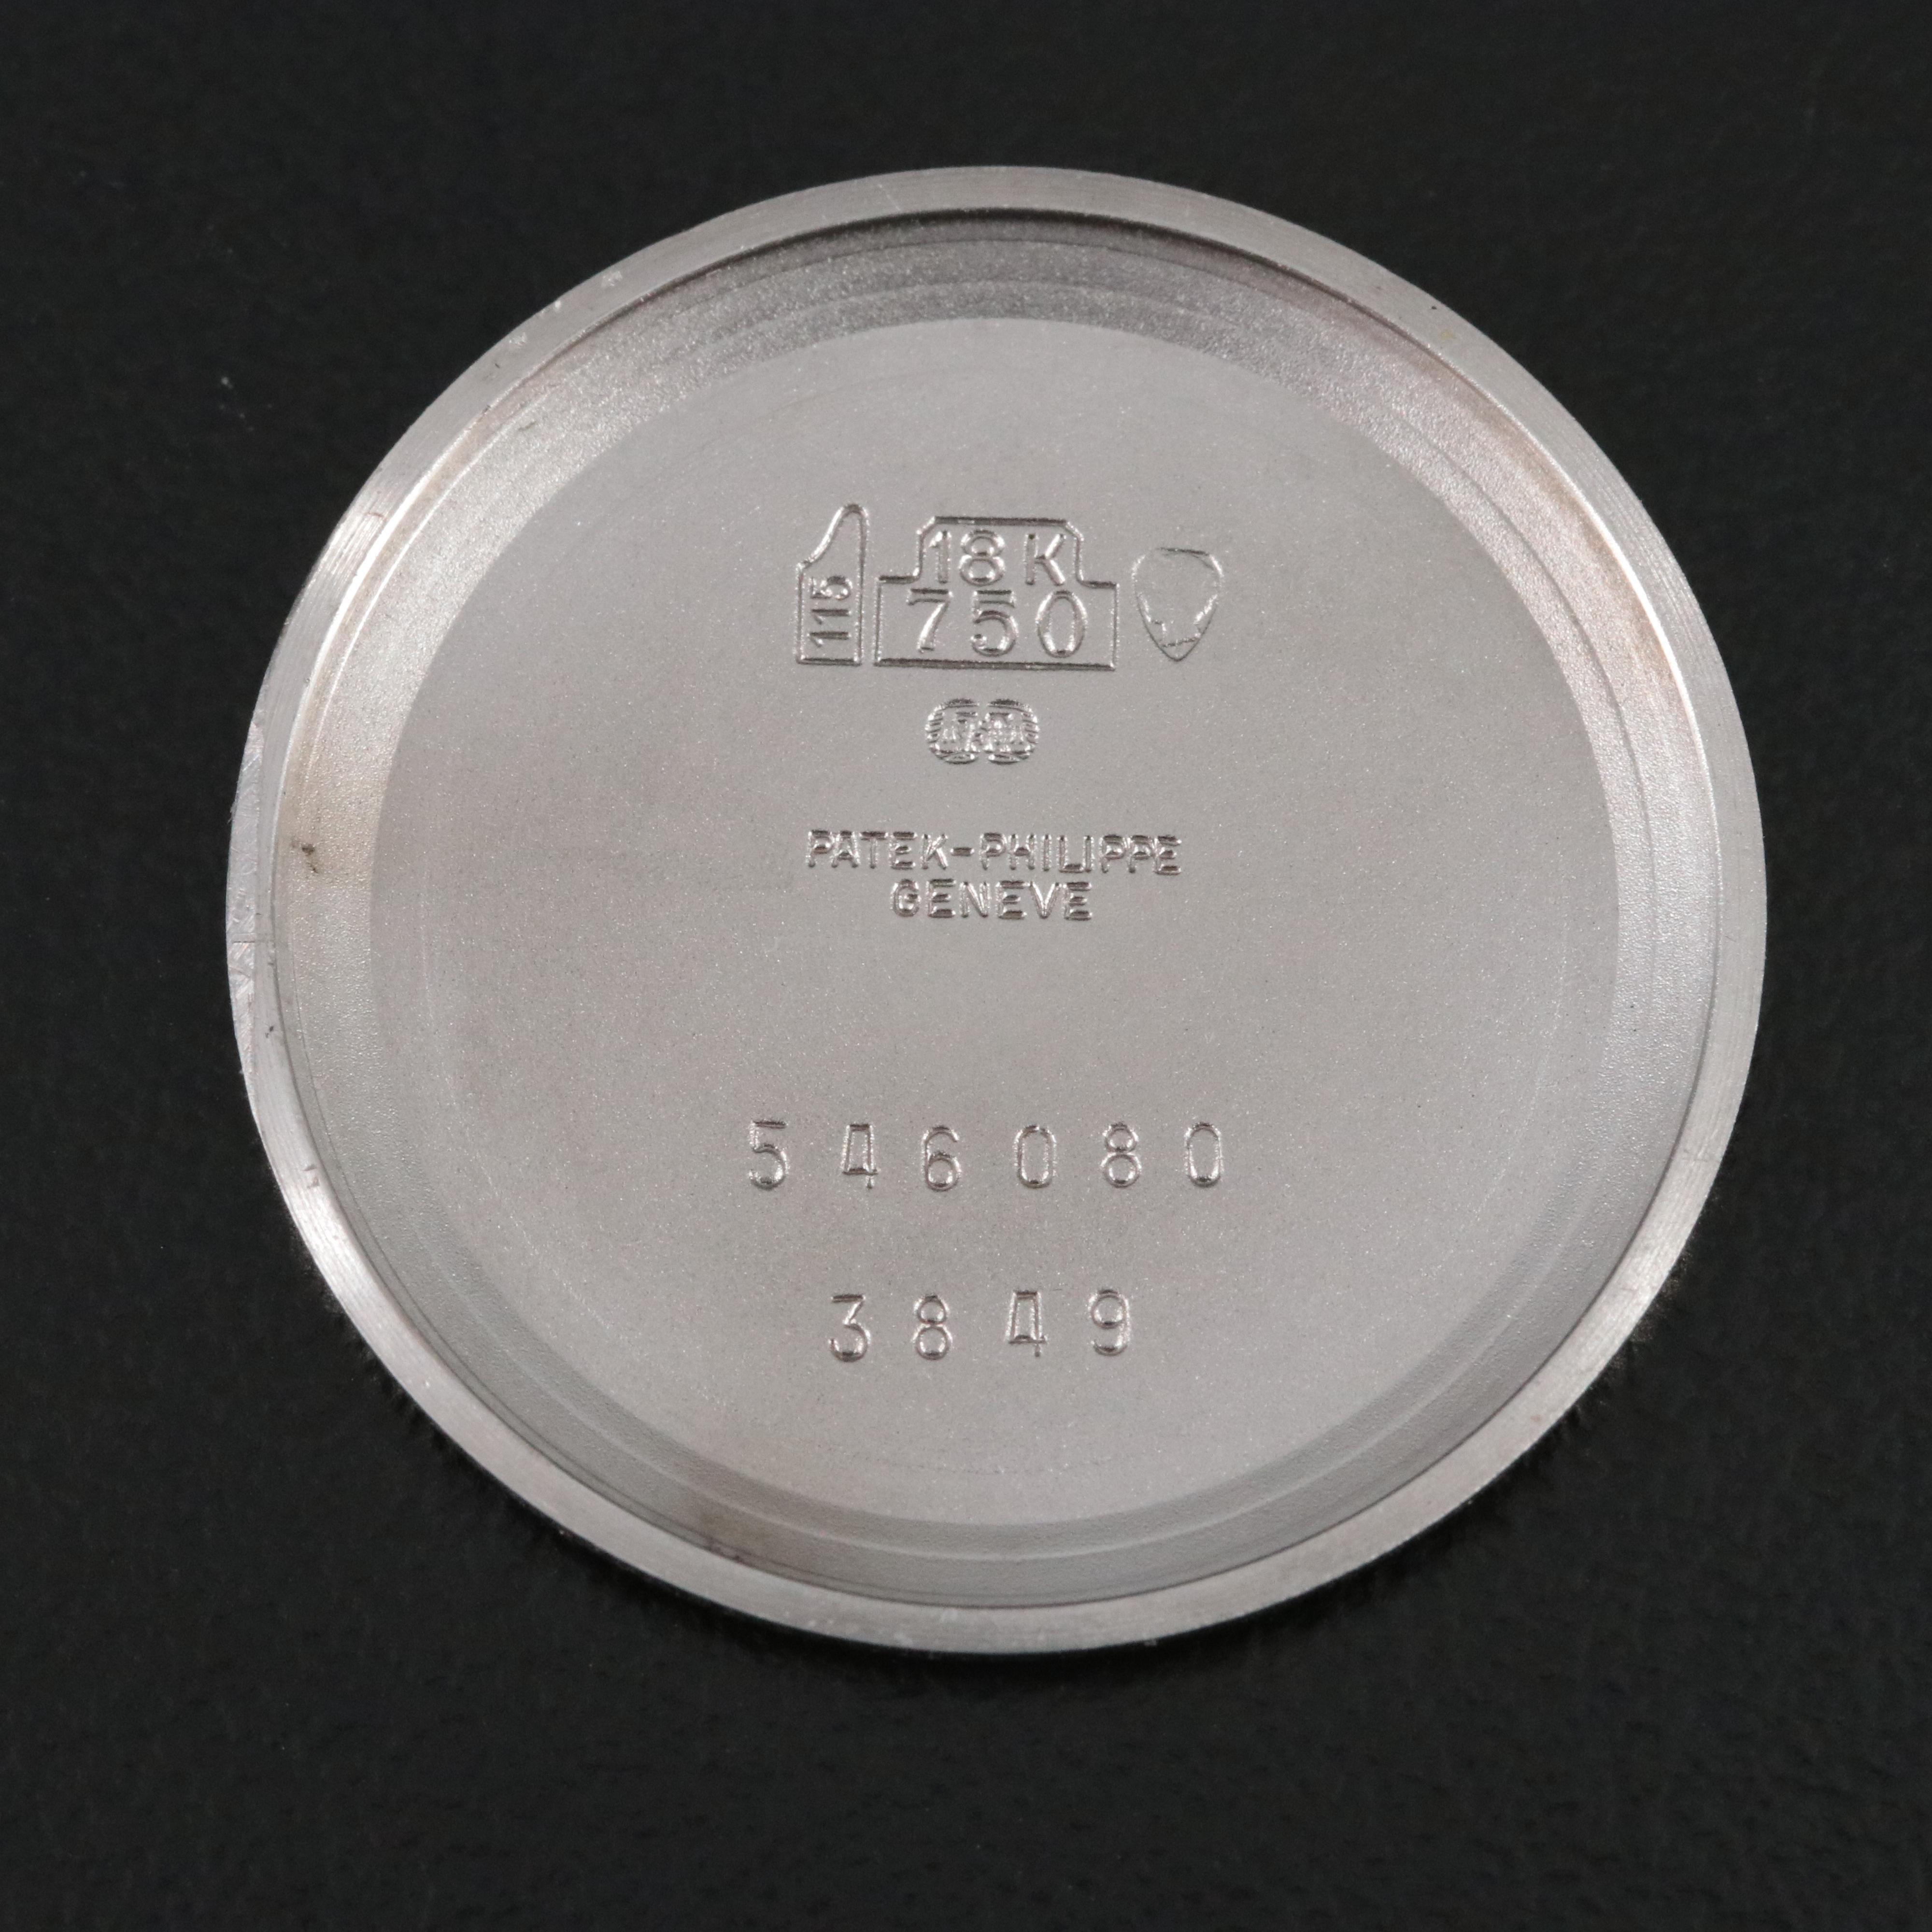 115 18K
750
PATEK-PHILIPPE
GENEVE
546080
3849